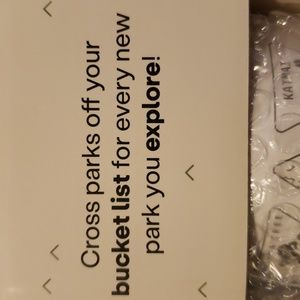 Cross parks off your
bucket list for every new
park you explore!